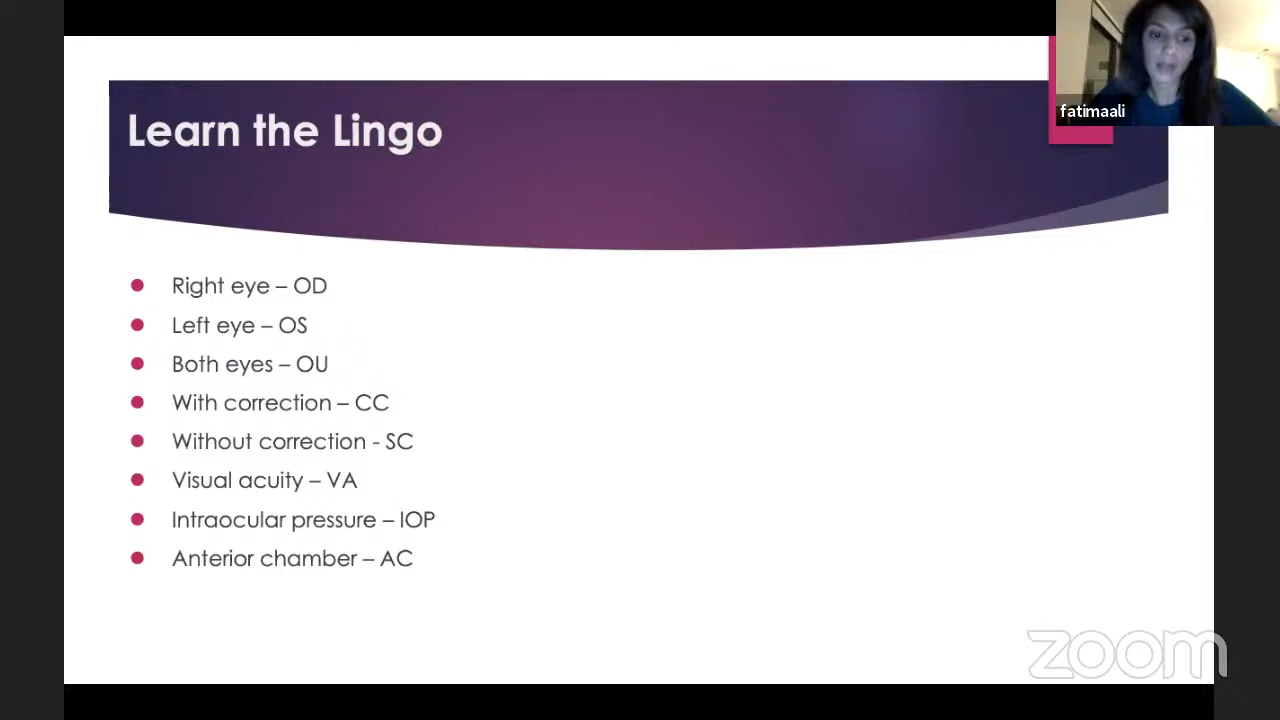 Learn the Lingo
fatimaali
Right eye – OD
Left eye – OS
Both eyes – OU
With correction – CC
Without correction - SC
Visual acuity – VA
Intraocular pressure – IOP
Anterior chamber – AC
zoom